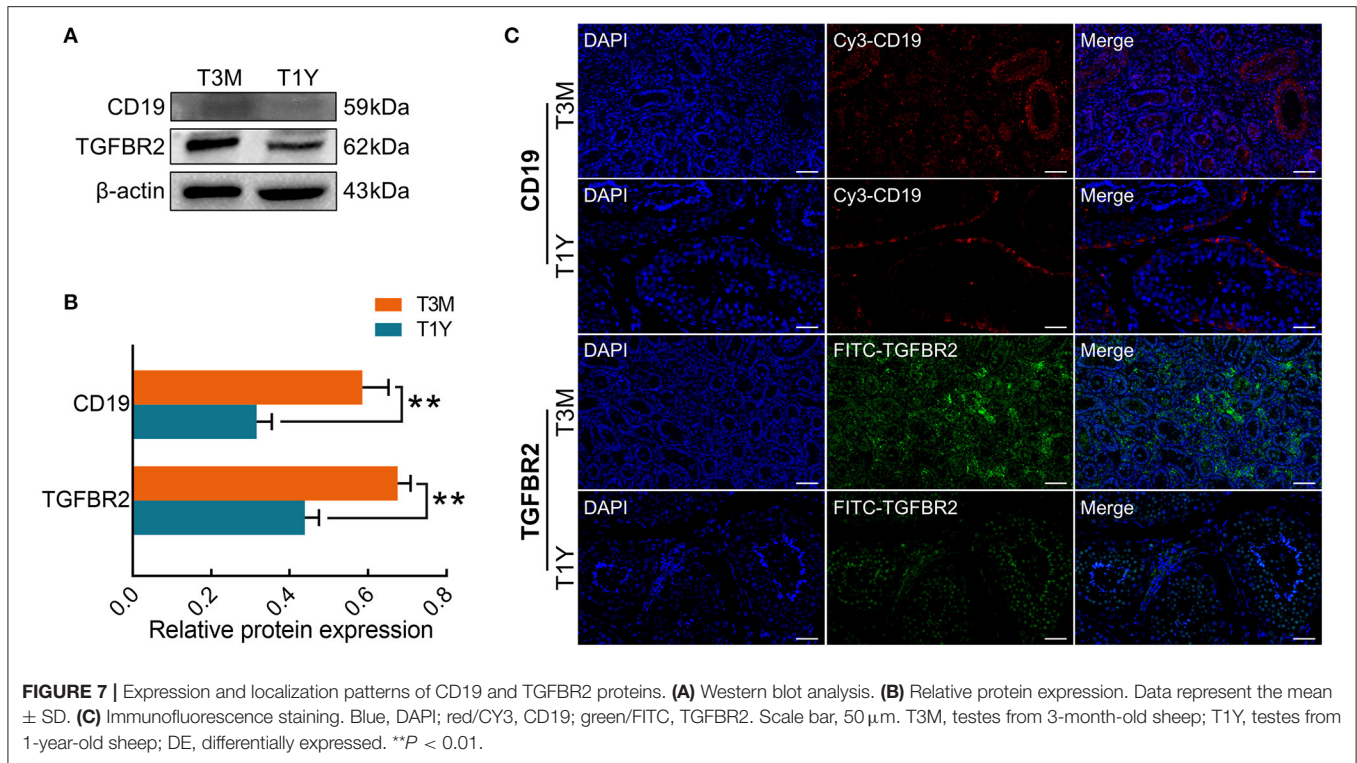 A
T3M T1Y
CD19 59kDa
TGFBR2 62kDa
β-actin 43kDa
B
T3M
T1Y
CD19
**
TGFBR2
**
0.0 0.2 0.4 0.6 0.8
Relative protein expression
C
CD19
T3M
DAPI Cy3-CD19 Merge
T1Y
DAPI Cy3-CD19 Merge
TGFBR2
T3M
DAPI FITC-TGFBR2 Merge
T1Y
DAPI FITC-TGFBR2 Merge
FIGURE 7 | Expression and localization patterns of CD19 and TGFBR2 proteins. (A) Western blot analysis. (B) Relative protein expression. Data represent the mean
± SD. (C) Immunofluorescence staining. Blue, DAPI; red/CY3, CD19; green/FITC, TGFBR2. Scale bar, 50 μm. T3M, testes from 3-month-old sheep; T1Y, testes from
1-year-old sheep; DE, differentially expressed. **P < 0.01.